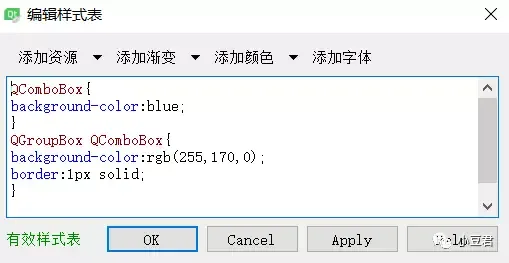 Qt 编辑样式表
添加资源 添加渐变 添加颜色 添加字体
QComboBox{
background-color:blue;
}
QGroupBox QComboBox{
background-color:rgb(255,170,0);
border:1px solid;
}
有效样式表 OK Cancel Apply
小豆君